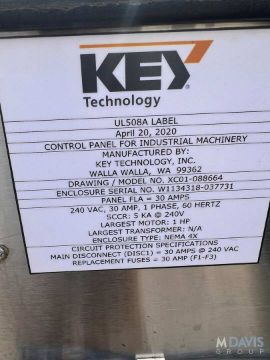 KEY
Technology
UL508A LABEL
April 20, 2020
CONTROL PANEL FOR INDUSTRIAL MACHINERY
MANUFACTURED BY:
KEY TECHNOLOGY, INC.
WALLA WALLA, WA 99362
DRAWING / MODEL NO. XC01-088664
ENCLOSURE SERIAL NO. W1134318-037731
PANEL FLA = 30 AMPS
240 VAC, 30 AMP, 1 PHASE, 60 HERTZ
SCCR: 5 KA @ 240V
LARGEST MOTOR: 1 HP
LARGEST TRANSFORMER: N/A
ENCLOSURE TYPE: NEMA 4X
CIRCUIT PROTECTION SPECIFICATIONS
MAIN DISCONNECT (DISC1) = 30 AMPS @ 240 VAC
REPLACEMENT FUSES = 30 AMP (F1-F3)
M DAVIS
GROUP